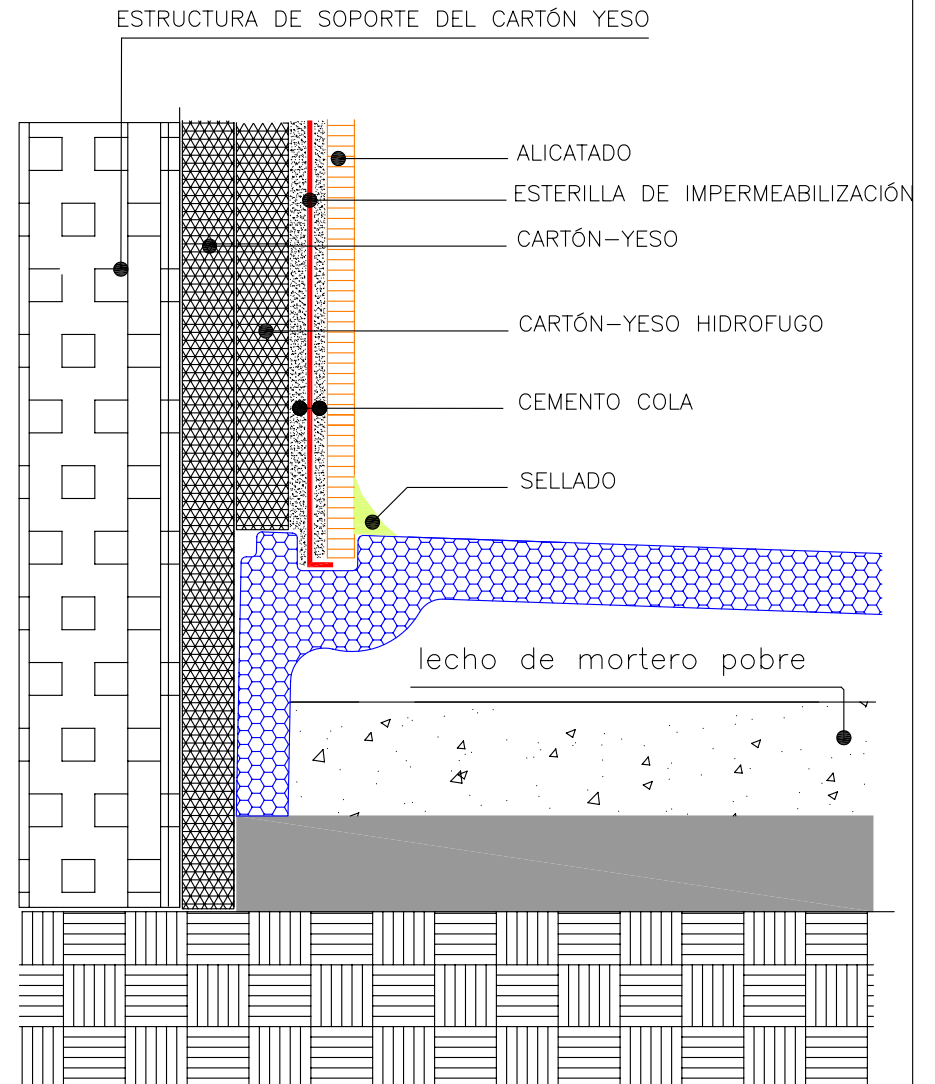 ESTRUCTURA DE SOPORTE DEL CARTÓN YESO
ALICATADO
ESTERILLA DE IMPERMEABILIZACIÓN
CARTÓN-YESO
CARTÓN-YESO HIDROFUGO
CEMENTO COLA
SELLADO
lecho de mortero pobre